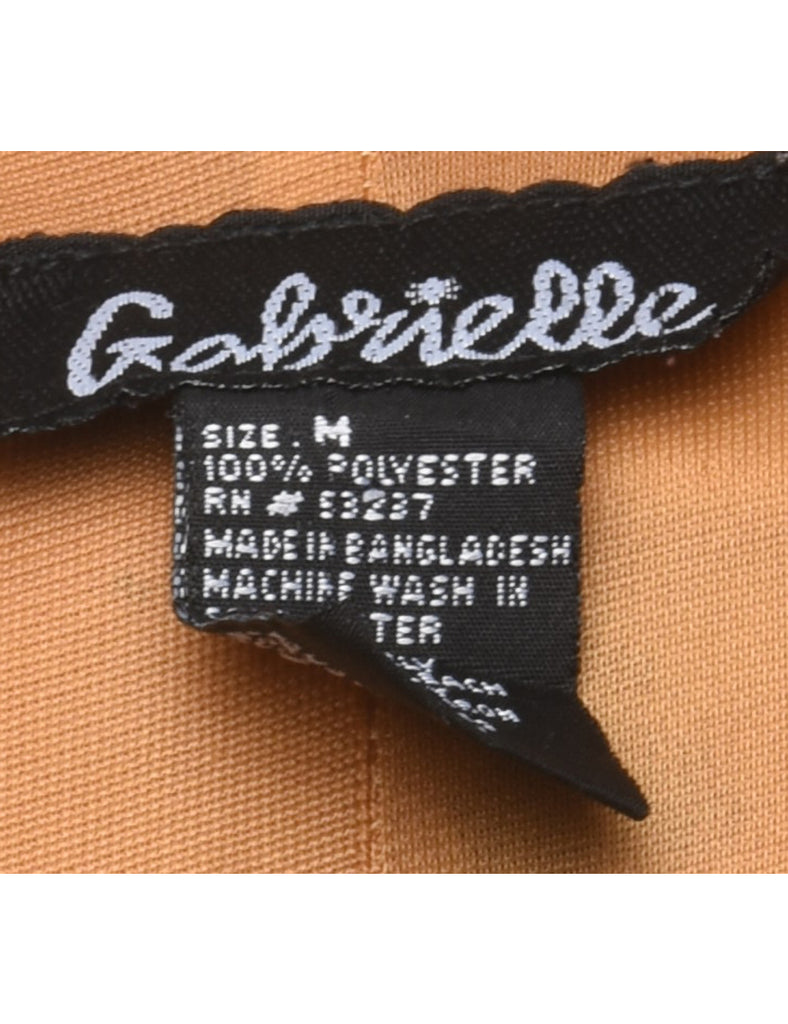 Gabrielle
SIZE . M
100% POLYESTER
RN # 53237
MADE IN BANGLADESH
MACHINE WASH IN
TER